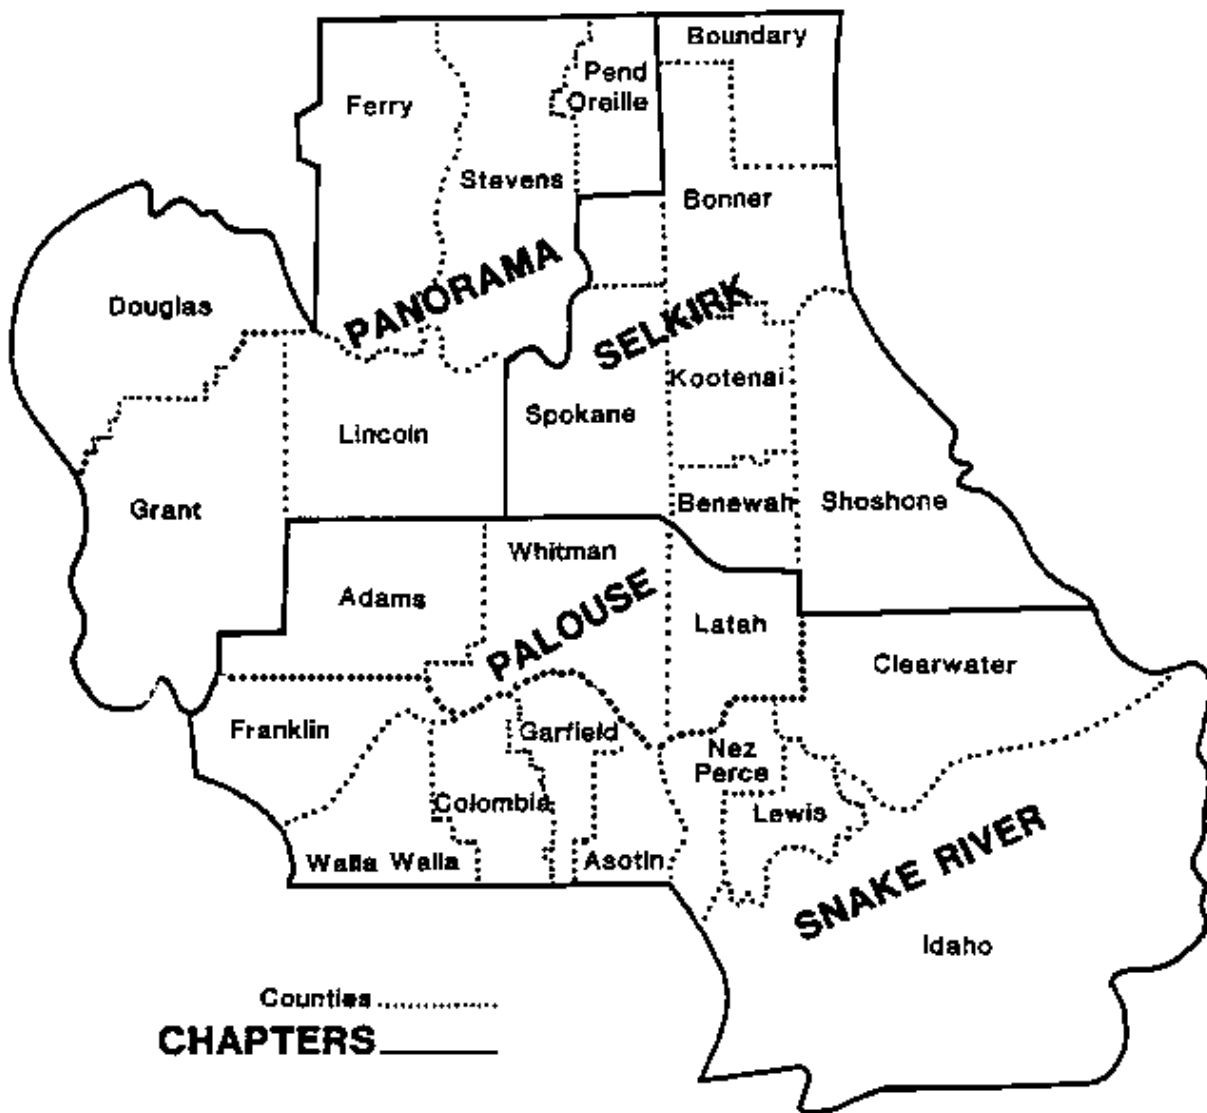 Boundary
Pend
Oreille
Ferry
Stevens
Bonner
Douglas
PANORAMA
SELKIRK
Kootenai
Spokane
Lincoln
Grant
Benewah
Shoshone
Whitman
Adams
PALOUSE
Latah
Clearwater
Franklin
Garfield
Nez
Perce
Colombia
Lewis
Walla Walla
Asotin
SNAKE RIVER
Idaho
Counties
CHAPTERS